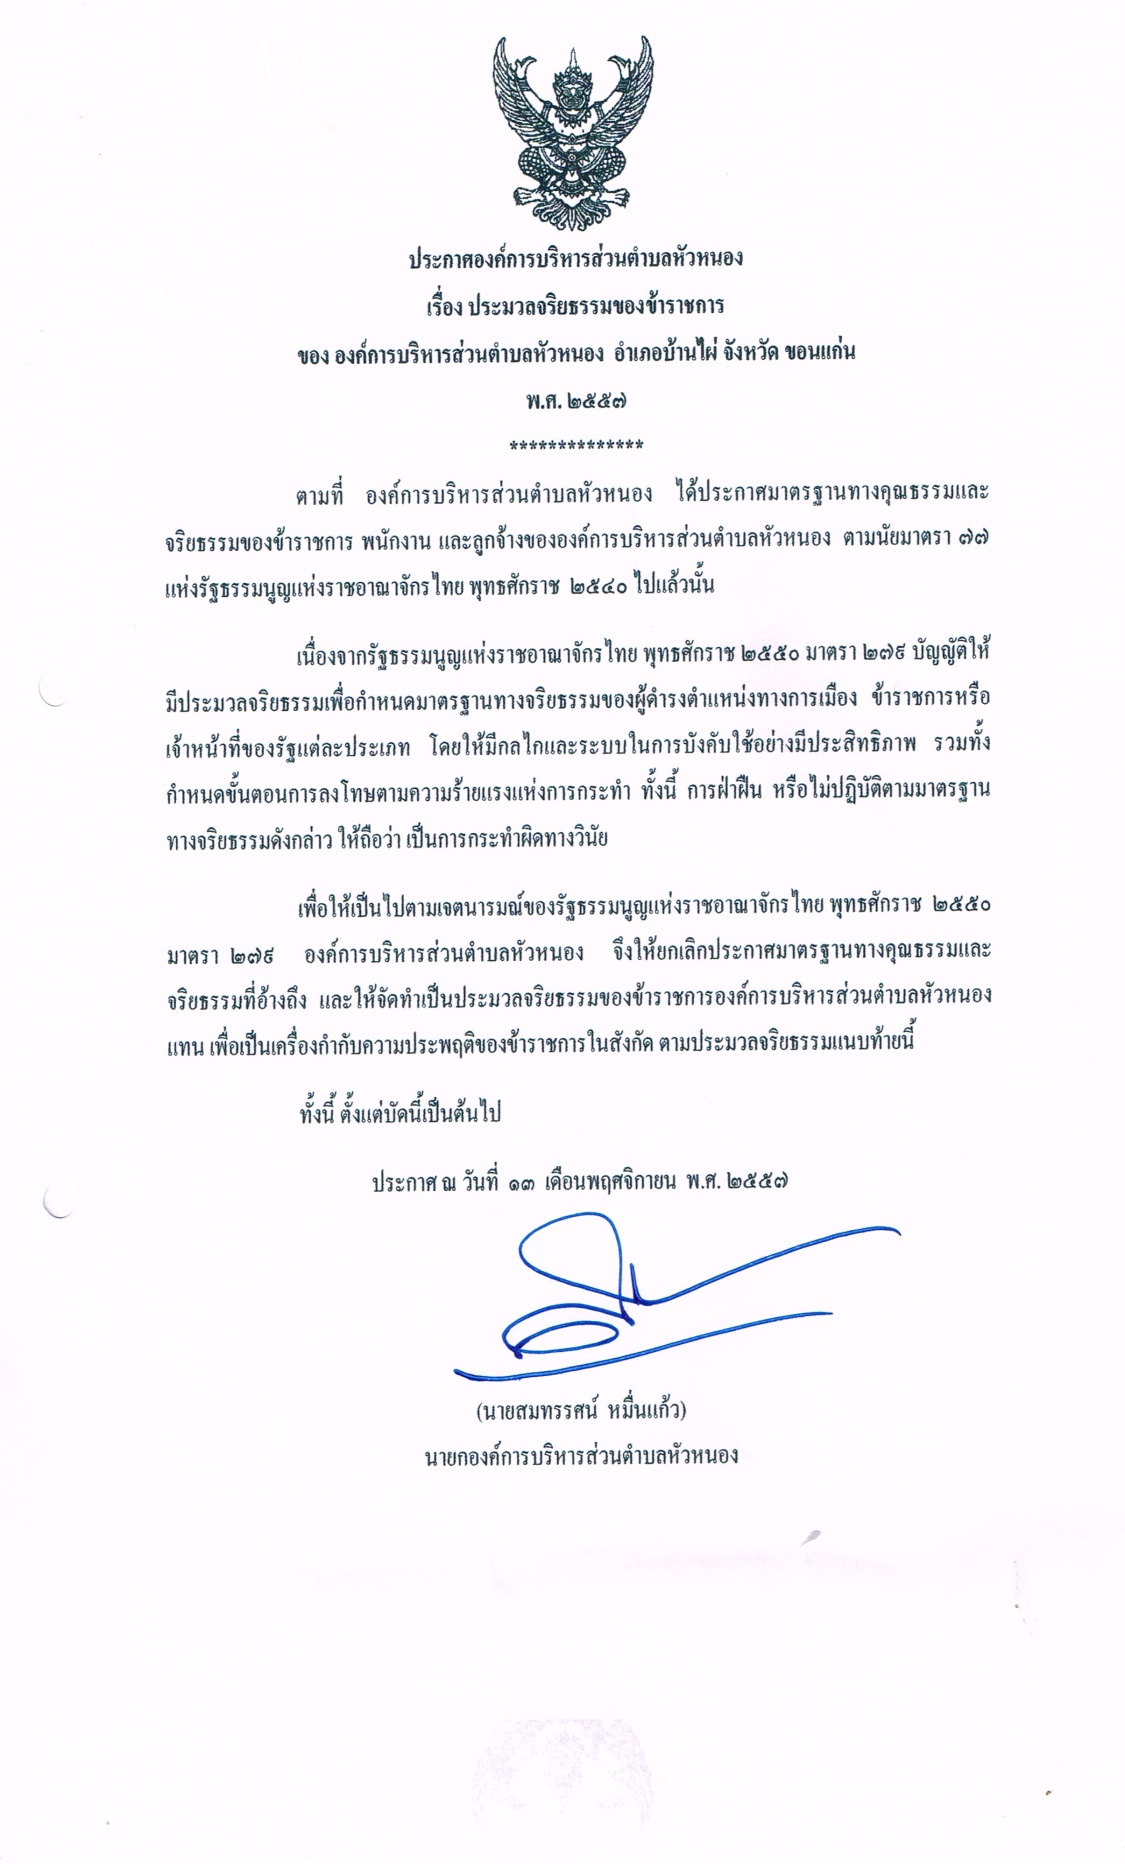 ประกาศองค์การบริหารส่วนตำบลหัวหนอง
เรื่อง ประมวลจริยธรรมของข้าราชการ
ของ องค์การบริหารส่วนตำบลหัวหนอง อำเภอบ้านไผ่ จังหวัด ขอนแก่น
พ.ศ. ๒๕๕๗
**************
ตามที่ องค์การบริหารส่วนตำบลหัวหนอง ได้ประกาศมาตรฐานทางคุณธรรมและ
จริยธรรมของข้าราชการ พนักงาน และลูกจ้างขององค์การบริหารส่วนตำบลหัวหนอง ตามนัยมาตรา ๗๗
แห่งรัฐธรรมนูญแห่งราชอาณาจักรไทย พุทธศักราช ๒๕๔๐ ไปแล้วนั้น
เนื่องจากรัฐธรรมนูญแห่งราชอาณาจักรไทย พุทธศักราช ๒๕๕๐ มาตรา ๒๗๙ บัญญัติให้
มีประมวลจริยธรรมเพื่อกำหนดมาตรฐานทางจริยธรรมของผู้ดำรงตำแหน่งทางการเมือง ข้าราชการหรือ
เจ้าหน้าที่ของรัฐแต่ละประเภท โดยให้มีกลไกและระบบในการบังคับใช้อย่างมีประสิทธิภาพ รวมทั้ง
กำหนดขั้นตอนการลงโทษตามความร้ายแรงแห่งการกระทำ ทั้งนี้ การฝ่าฝืน หรือไม่ปฏิบัติตามมาตรฐาน
ทางจริยธรรมดังกล่าว ให้ถือว่า เป็นการกระทำผิดทางวินัย
เพื่อให้เป็นไปตามเจตนารมณ์ของรัฐธรรมนูญแห่งราชอาณาจักรไทย พุทธศักราช ๒๕๕๐
มาตรา ๒๗๙ องค์การบริหารส่วนตำบลหัวหนอง จึงให้ยกเลิกประกาศมาตรฐานทางคุณธรรมและ
จริยธรรมที่อ้างถึง และให้จัดทำเป็นประมวลจริยธรรมของข้าราชการองค์การบริหารส่วนตำบลหัวหนอง
แทน เพื่อเป็นเครื่องกำกับความประพฤติของข้าราชการในสังกัด ตามประมวลจริยธรรมแนบท้ายนี้
ทั้งนี้ ตั้งแต่บัดนี้เป็นต้นไป
ประกาศ ณ วันที่ ๑๓ เดือนพฤศจิกายน พ.ศ. ๒๕๕๗
(นายสมทรรศน์ หมื่นแก้ว)
นายกองค์การบริหารส่วนตำบลหัวหนอง